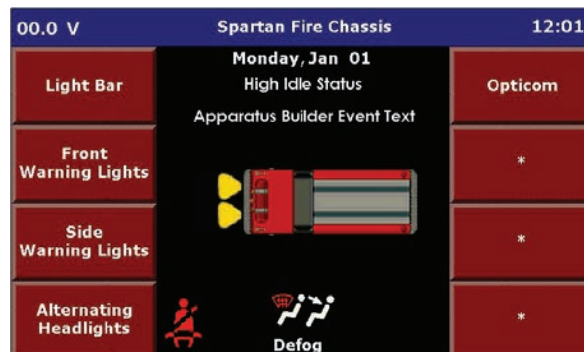 00.0 V Spartan Fire Chassis 12:01
Monday, Jan 01
High Idle Status
Apparatus Builder Event Text
Light Bar
Front
Warning Lights
Side
Warning Lights
Alternating
Headlights
Opticom
*
*
*
Defog